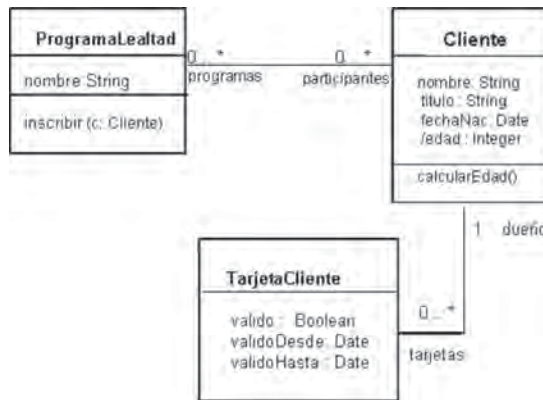 ProgramaLealtad
nombre:String
inscribir (c: Cliente)
0...*
programas
0...*
participantes
Cliente
nombre: String
titulo : String
fechaNac: Date
/edad : Integer
calcularEdad()
1 dueño
TarjetaCliente
valido : Boolean
validoDesde: Date
validoHasta : Date
0...*
tarjetas